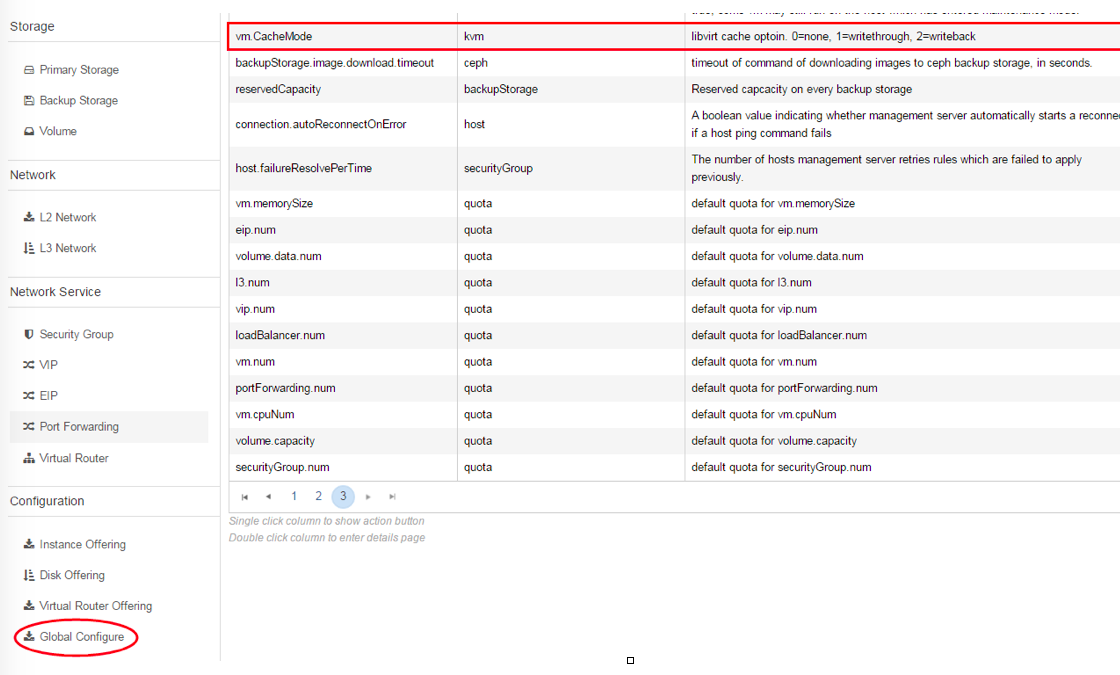 Storage
Primary Storage
Backup Storage
Volume
Network
L2 Network
L3 Network
Network Service
Security Group
VIP
EIP
Port Forwarding
Virtual Router
Configuration
Instance Offering
Disk Offering
Virtual Router Offering
Global Configure
vm.CacheMode kvm libvirt cache optoin. 0=none, 1=writethrough, 2=writeback
backupStorage.image.download.timeout ceph timeout of command of downloading images to ceph backup storage, in seconds.
reservedCapacity backupStorage Reserved capcacity on every backup storage
connection.autoReconnectOnError host A boolean value indicating whether management server automatically starts a reconne
if a host ping command fails
host.failureResolvePerTime securityGroup The number of hosts management server retries rules which are failed to apply
previously.
vm.memorySize quota default quota for vm.memorySize
eip.num quota default quota for eip.num
volume.data.num quota default quota for volume.data.num
l3.num quota default quota for l3.num
vip.num quota default quota for vip.num
loadBalancer.num quota default quota for loadBalancer.num
vm.num quota default quota for vm.num
portForwarding.num quota default quota for portForwarding.num
vm.cpuNum quota default quota for vm.cpuNum
volume.capacity quota default quota for volume.capacity
securityGroup.num quota default quota for securityGroup.num
1 2 3
Single click column to show action button
Double click column to enter details page